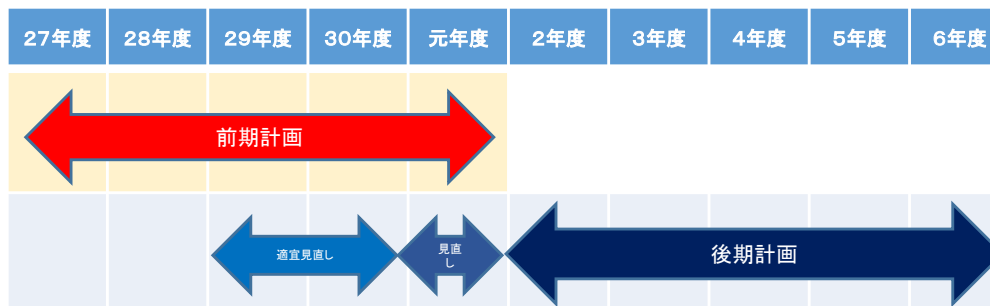 27年度 28年度 29年度 30年度 元年度 2年度 3年度 4年度 5年度 6年度
前期計画
適宜見直し
見直
し
後期計画